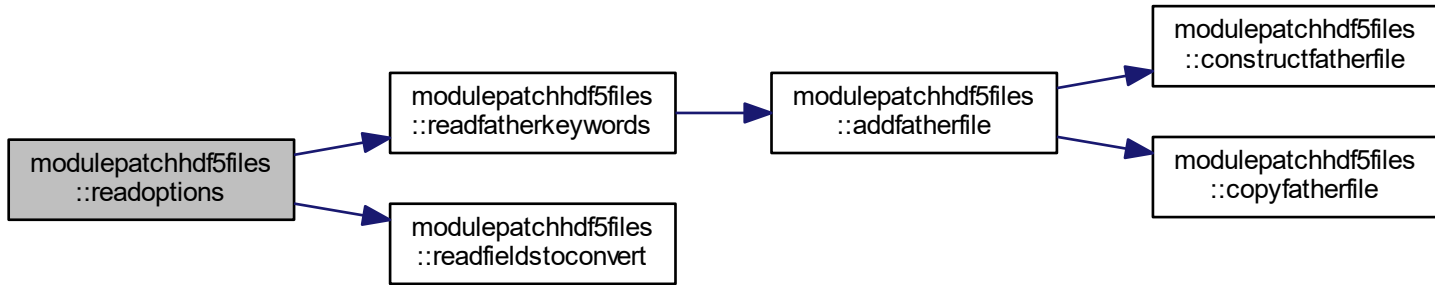 modulepatchhdf5files
::readoptions
modulepatchhdf5files
::readfatherkeywords
modulepatchhdf5files
::readfieldstoconvert
modulepatchhdf5files
::addfatherfile
modulepatchhdf5files
::constructfatherfile
modulepatchhdf5files
::copyfatherfile